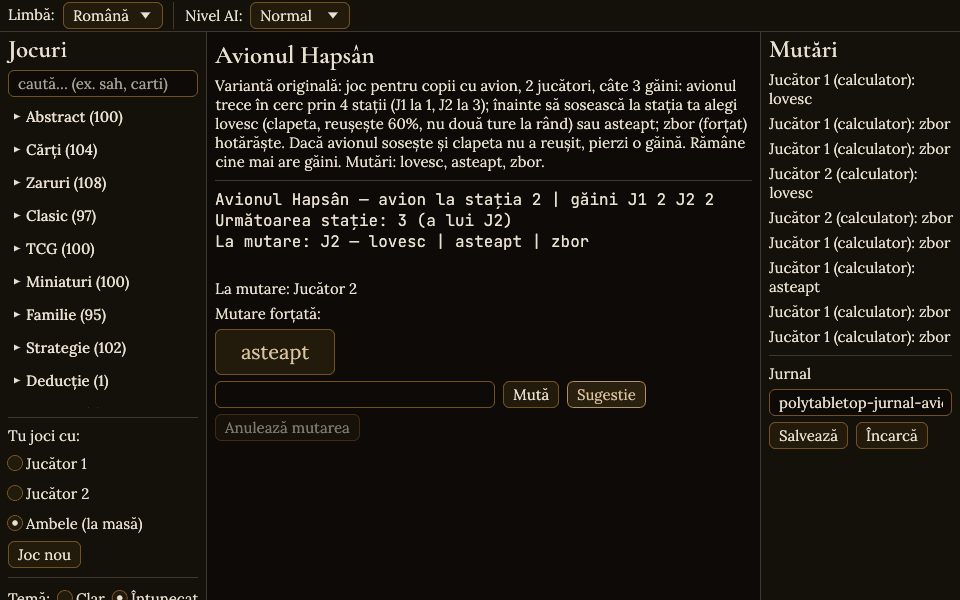 Limbă: Română ▼ Nivel AI: Normal ▼
Jocuri
caută... (ex. sah, carti)
▸ Abstract (100)
▸ Cărți (104)
▸ Zaruri (108)
▸ Clasic (97)
▸ TCG (100)
▸ Miniaturi (100)
▸ Familie (95)
▸ Strategie (102)
▸ Deducție (1)
Tu joci cu:
Jucător 1
Jucător 2
Ambele (la masă)
Joc nou
Temă: Clar Întunecat
Avionul Hapsân
Variantă originală: joc pentru copii cu avion, 2 jucători, câte 3 găini: avionul
trece în cerc prin 4 stații (J1 la 1, J2 la 3); înainte să sosească la stația ta alegi
lovesc (clapeta, reușește 60%, nu două ture la rând) sau asteapt; zbor (forțat)
hotărăște. Dacă avionul sosește și clapeta nu a reușit, pierzi o găină. Rămâne
cine mai are găini. Mutări: lovesc, asteapt, zbor.
Avionul Hapsân — avion la stația 2 | găini J1 2 J2 2
Următoarea stație: 3 (a lui J2)
La mutare: J2 — lovesc | asteapt | zbor
La mutare: Jucător 2
Mutare forțată:
asteapt
Mută Sugestie
Anulează mutarea
Mutări
Jucător 1 (calculator):
lovesc
Jucător 1 (calculator): zbor
Jucător 1 (calculator): zbor
Jucător 2 (calculator):
lovesc
Jucător 2 (calculator): zbor
Jucător 1 (calculator): zbor
Jucător 1 (calculator):
asteapt
Jucător 1 (calculator): zbor
Jucător 1 (calculator): zbor
Jurnal
polytabletop-jurnal-avi
Salvează Încarcă